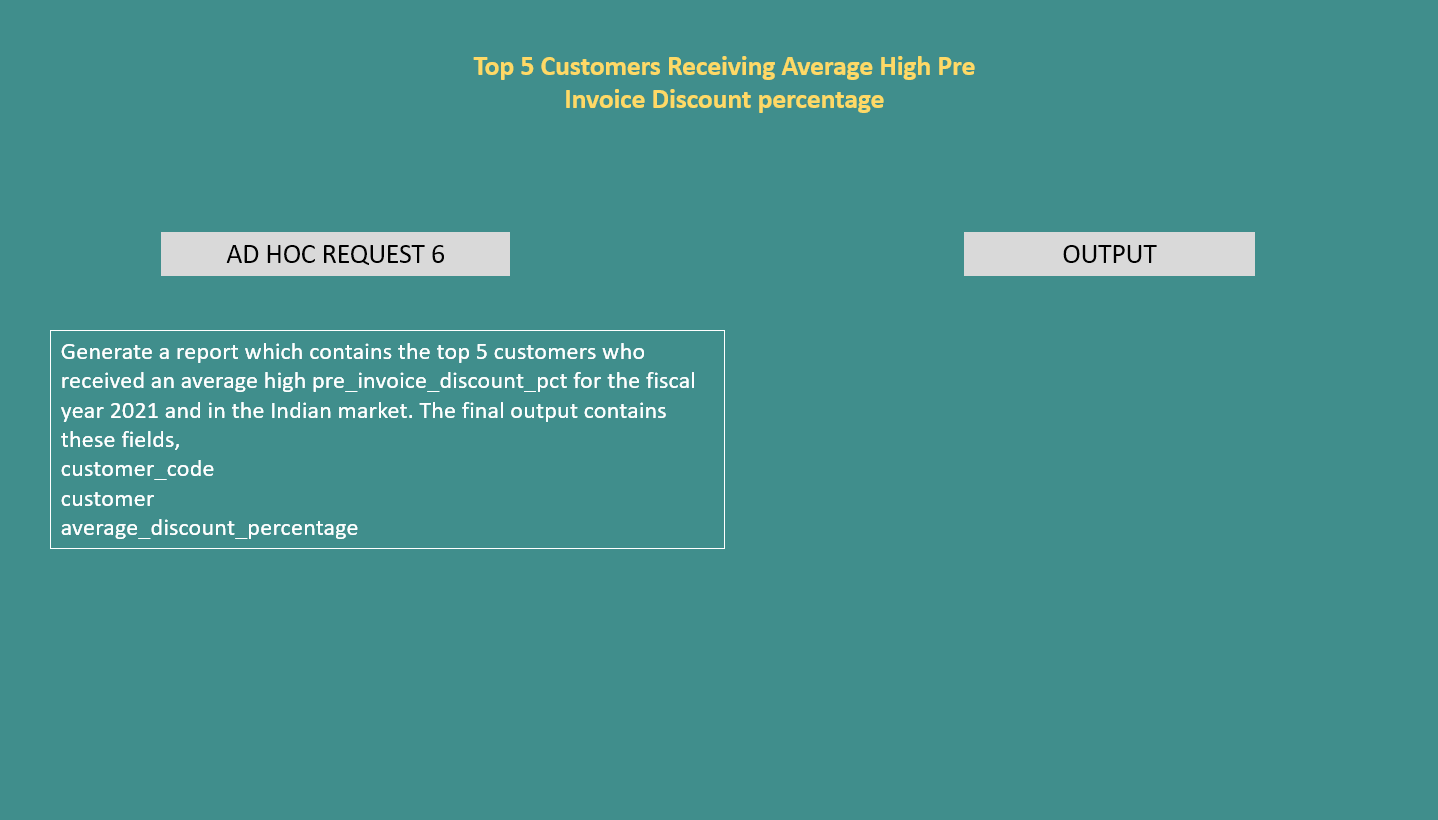 Top 5 Customers Receiving Average High Pre
Invoice Discount percentage
AD HOC REQUEST 6
OUTPUT
Generate a report which contains the top 5 customers who
received an average high pre_invoice_discount_pct for the fiscal
year 2021 and in the Indian market. The final output contains
these fields,
customer_code
customer
average_discount_percentage